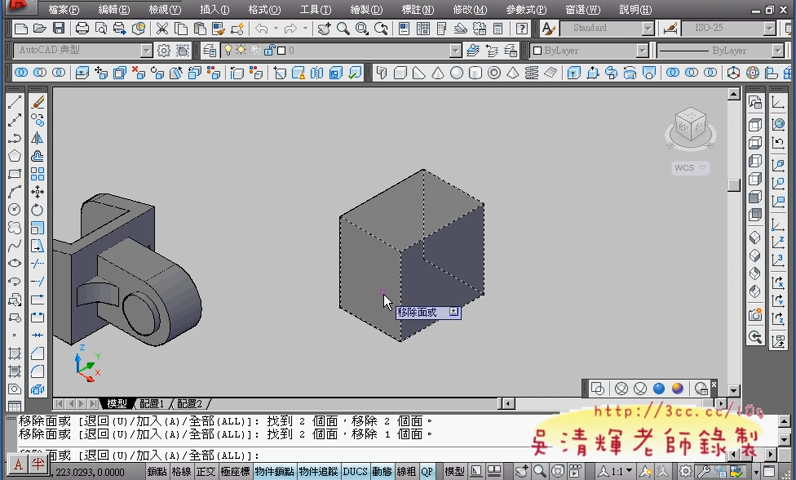 檔案(F) 編輯(E) 檢視(V) 插入(I) 格式(O) 工具(T) 繪製(D) 標註(N) 修改(M) 參數式(P) 視窗(W) 說明(H)
Standard ISO-25
AutoCAD 典型 0 ByLayer ByLayer
WCS
移除面或
Z
Y
X
模型 配置1 配置2
移除面或 [退回(U)/加入(A)/全部(ALL)]: 找到 2 個面，移除 2 個面。
移除面或 [退回(U)/加入(A)/全部(ALL)]: 找到 2 個面，移除 1 個面。
移除面或 [退回(U)/加入(A)/全部(ALL)]:
http://3cc.cc/18s
吳清輝老師錄製
A 半 223.0293, 0.0000 鎖點 格線 正交 極座標 物件鎖點 物件追蹤 DUCS 動態 線粗 QP 模型 1:1